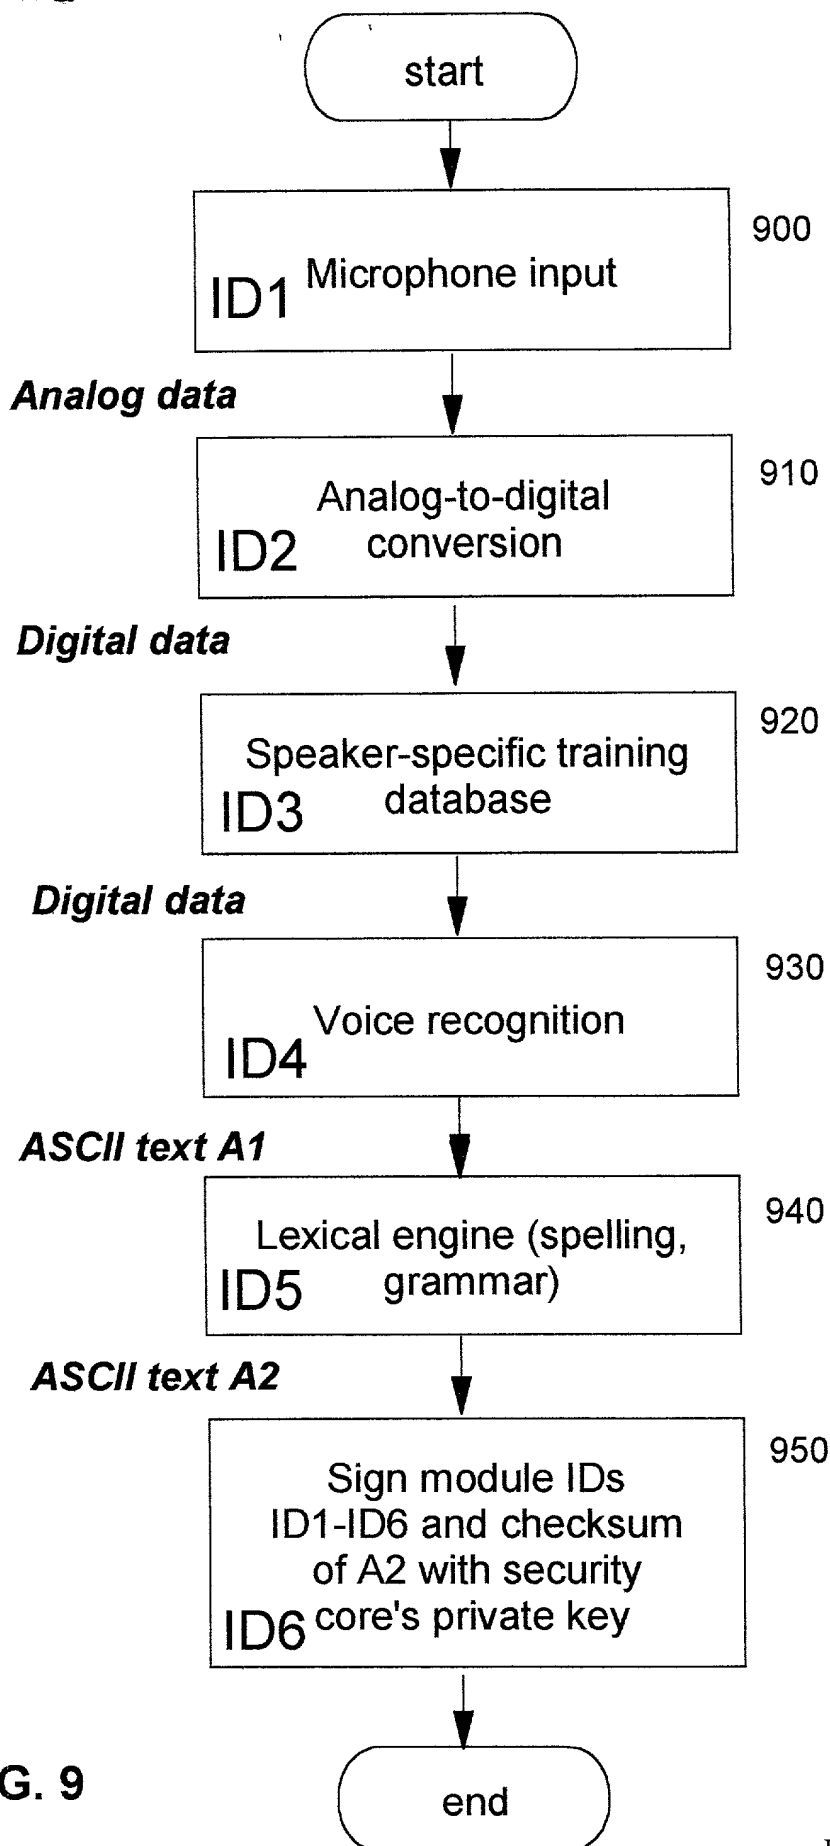 start
900
Microphone input
ID1
Analog data
910
Analog-to-digital
conversion
ID2
Digital data
920
Speaker-specific training
database
ID3
Digital data
930
Voice recognition
ID4
ASCII text A1
940
Lexical engine (spelling,
grammar)
ID5
ASCII text A2
950
Sign module IDs
ID1-ID6 and checksum
of A2 with security
core's private key
ID6
G. 9
end